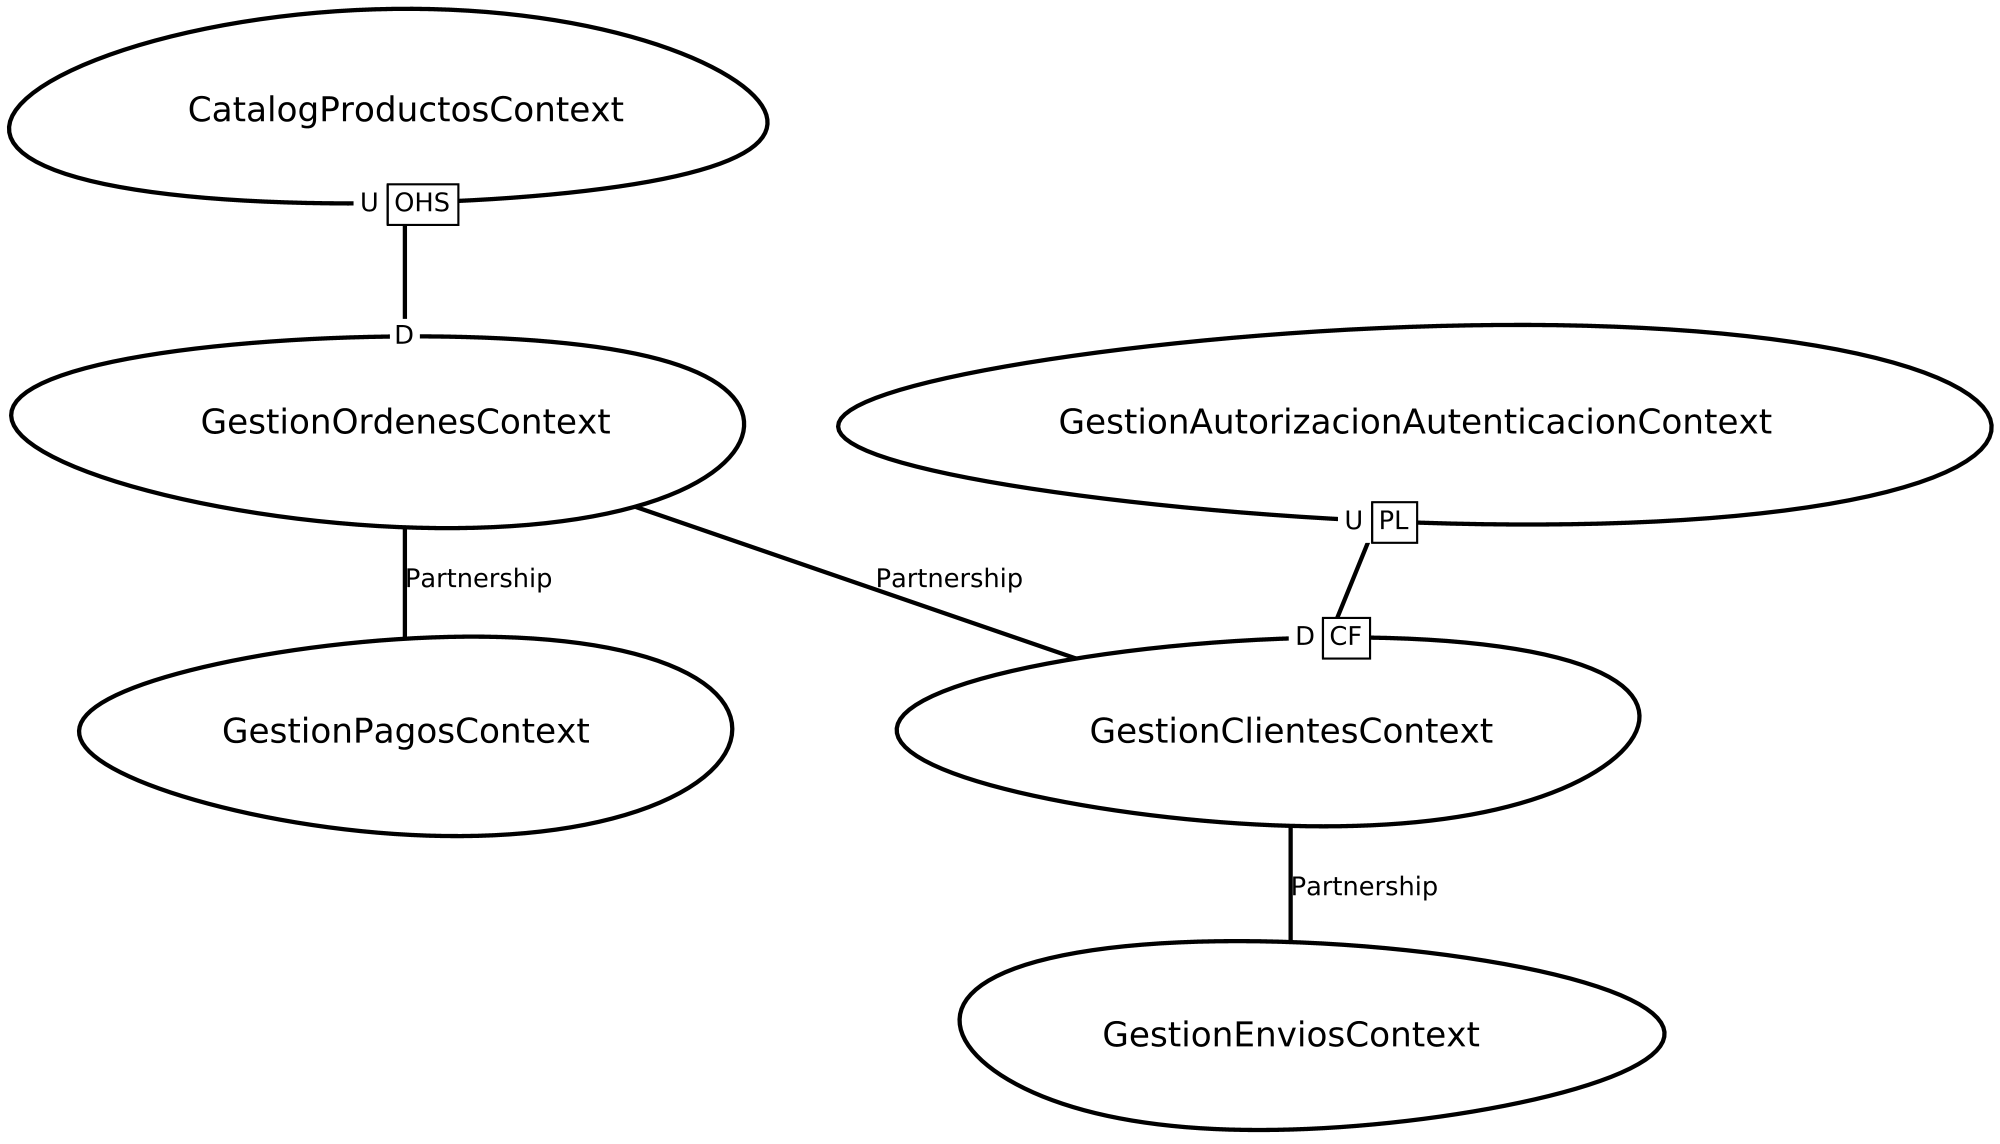 CatalogProductosContext
U OHS
D
GestionOrdenesContext
GestionAutorizacionAutenticacionContext
U PL
Partnership
Partnership
D CF
GestionPagosContext
GestionClientesContext
Partnership
GestionEnviosContext